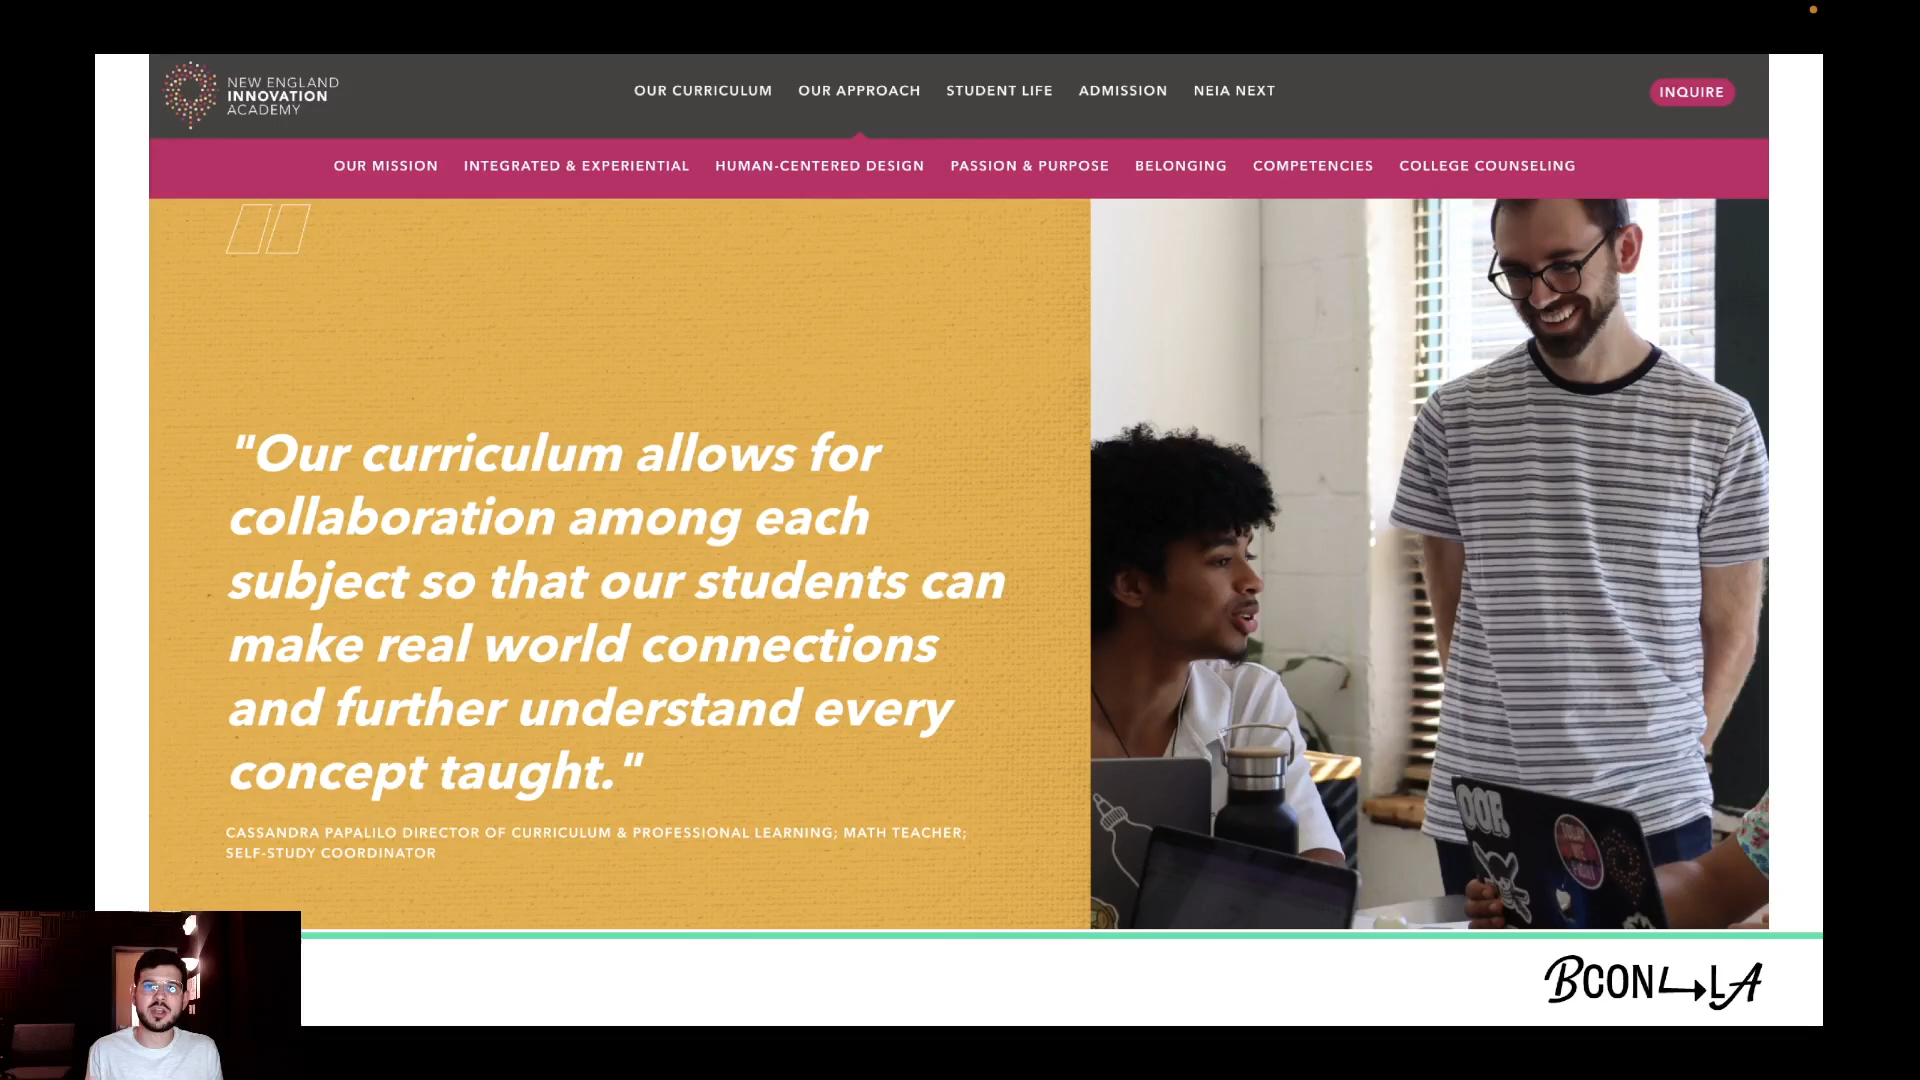 NEW ENGLAND
INNOVATION
ACADEMY
OUR CURRICULUM OUR APPROACH STUDENT LIFE ADMISSION NEIA NEXT
INQUIRE
OUR MISSION INTEGRATED & EXPERIENTIAL HUMAN-CENTERED DESIGN PASSION & PURPOSE BELONGING COMPETENCIES COLLEGE COUNSELING
"Our curriculum allows for
collaboration among each
subject so that our students can
make real world connections
and further understand every
concept taught."
CASSANDRA PAPALILO DIRECTOR OF CURRICULUM & PROFESSIONAL LEARNING; MATH TEACHER;
SELF-STUDY COORDINATOR
OOF.
BCON LA